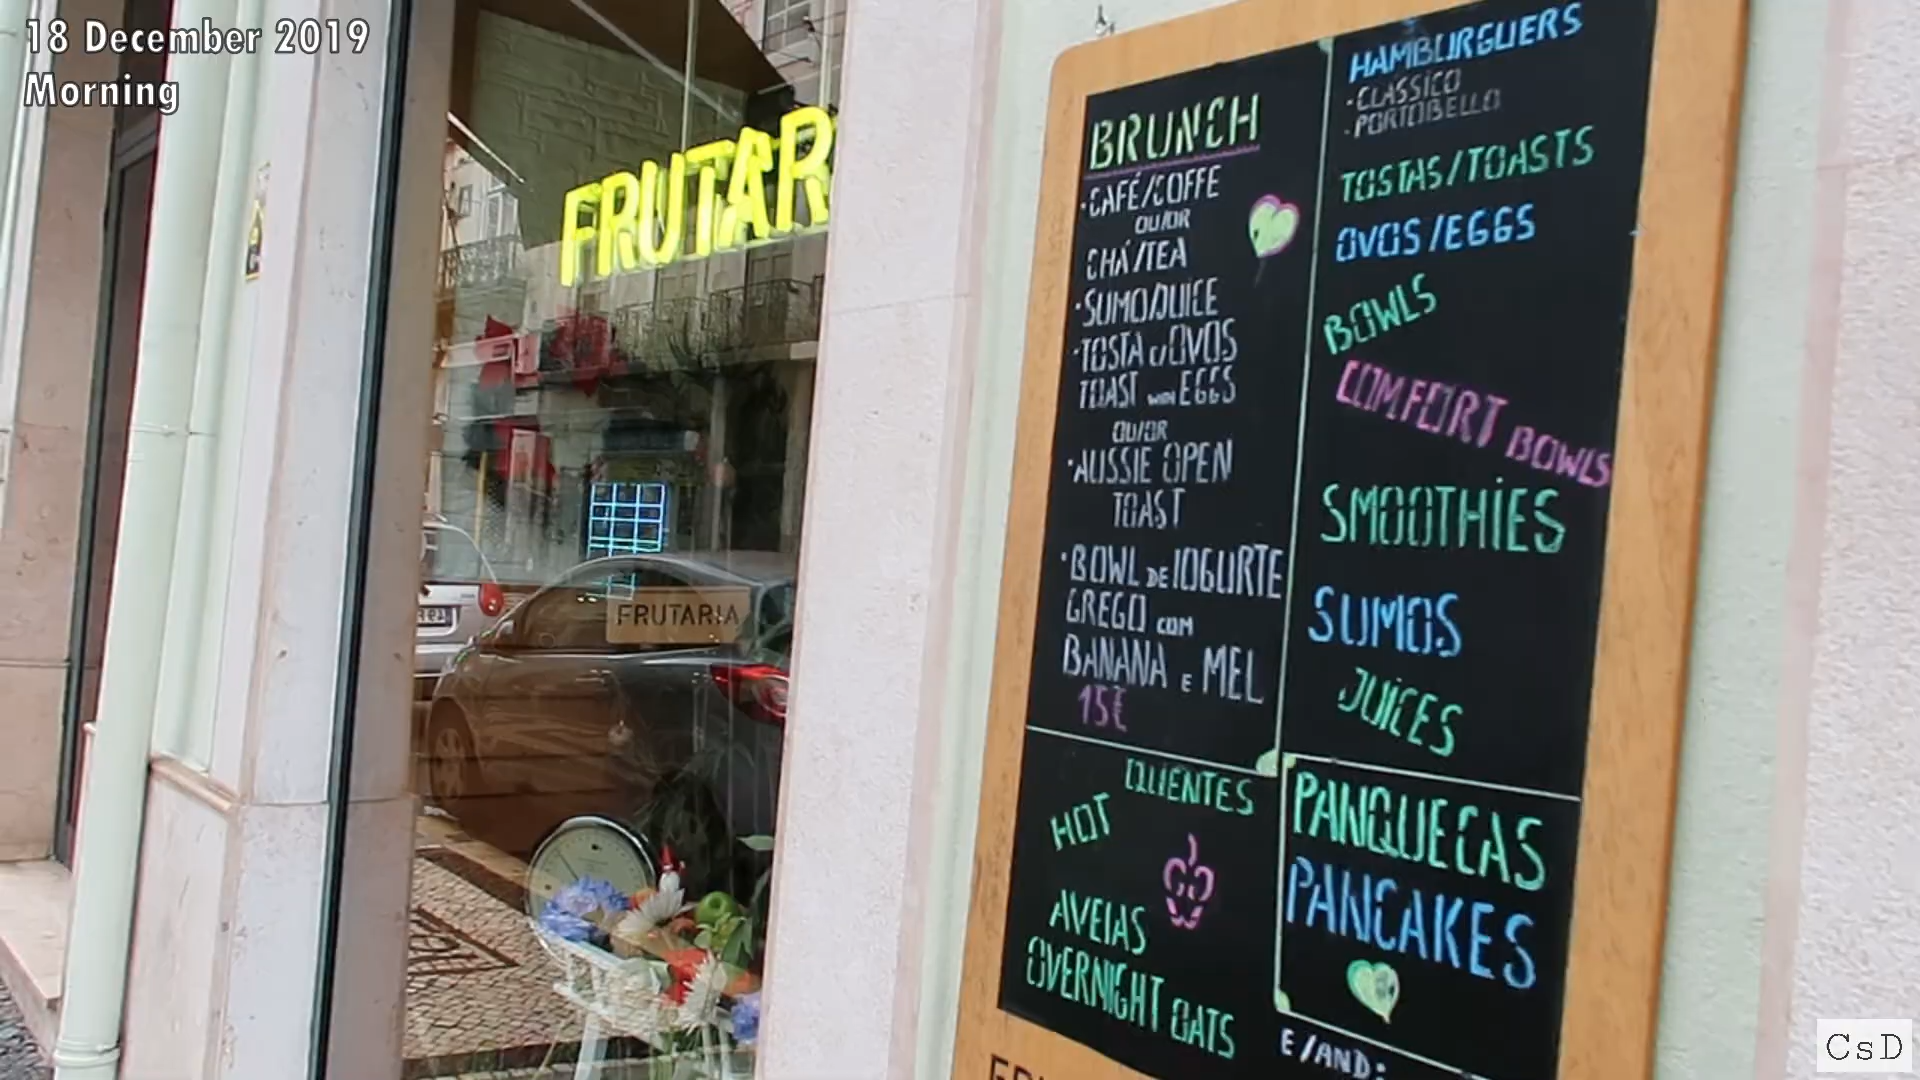 18 December 2019
Morning
FRUTAR
FRUTARIA
BRUNCH
·CAFÉ/COFFE
OU/OR
CHÁ/TEA
·SUMO/JUICE
·TOSTA C/OVOS
TOAST WITH EGGS
OU/OR
·AUSSIE OPEN
TOAST
·BOWL DE IOGURTE
GREGO COM
BANANA E MEL
15€
QUENTES
HOT
AVEIAS
OVERNIGHT OATS
HAMBURGUERS
·CLASSICO
·PORTOBELLO
TOSTAS/TOASTS
OVOS/EGGS
BOWLS
COMFORT BOWLS
SMOOTHiES
SUMOS
JUiCES
PANQUECAS
PANCAKES
E/AND:
CsD